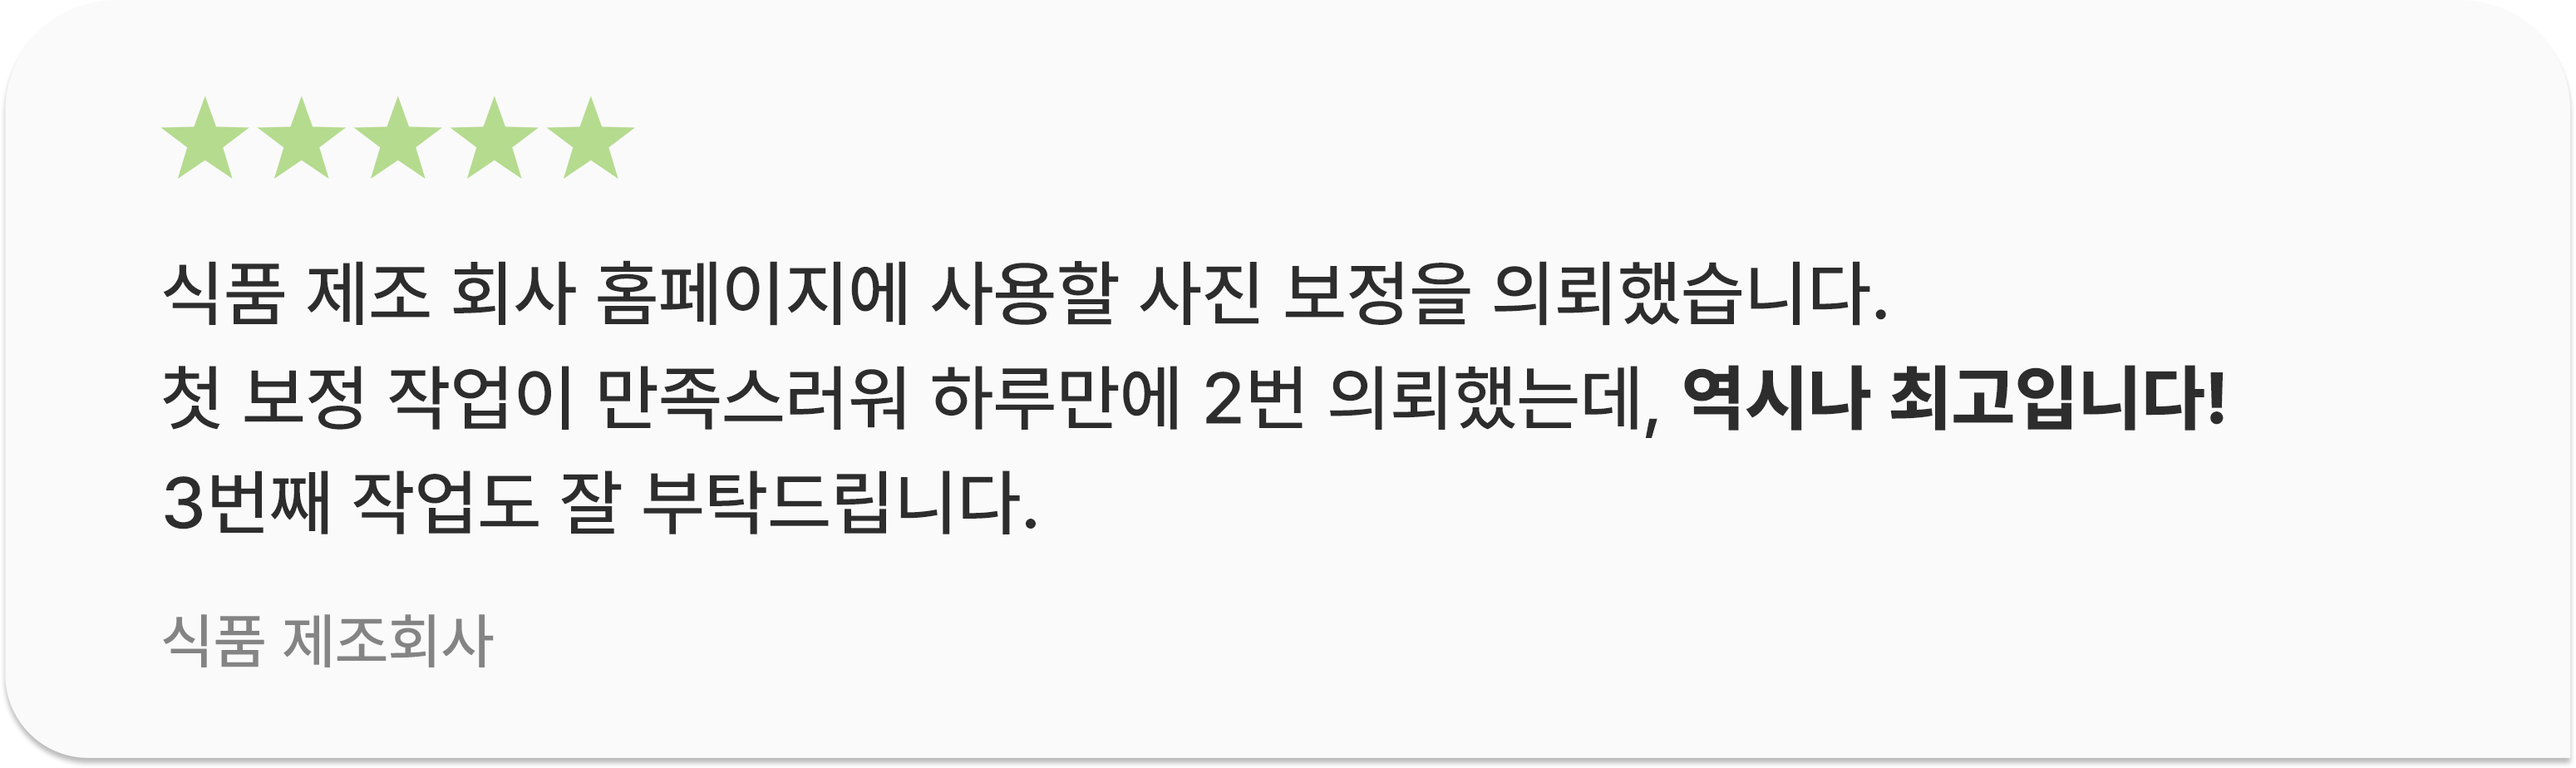 식품 제조 회사 홈페이지에 사용할 사진 보정을 의뢰했습니다.
첫 보정 작업이 만족스러워 하루만에 2번 의뢰했는데, 역시나 최고입니다!
3번째 작업도 잘 부탁드립니다.
식품 제조회사